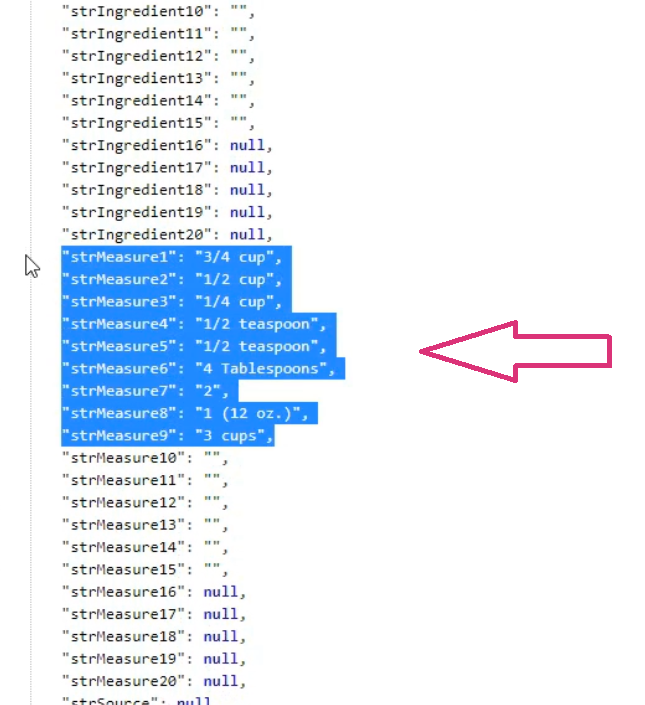 "strIngredient10": "",
"strIngredient11": "",
"strIngredient12": "",
"strIngredient13": "",
"strIngredient14": "",
"strIngredient15": "",
"strIngredient16": null,
"strIngredient17": null,
"strIngredient18": null,
"strIngredient19": null,
"strIngredient20": null,
"strMeasure1": "3/4 cup",
"strMeasure2": "1/2 cup",
"strMeasure3": "1/4 cup",
"strMeasure4": "1/2 teaspoon",
"strMeasure5": "1/2 teaspoon",
"strMeasure6": "4 Tablespoons",
"strMeasure7": "2",
"strMeasure8": "1 (12 oz.)",
"strMeasure9": "3 cups",
"strMeasure10": "",
"strMeasure11": "",
"strMeasure12": "",
"strMeasure13": "",
"strMeasure14": "",
"strMeasure15": "",
"strMeasure16": null,
"strMeasure17": null,
"strMeasure18": null,
"strMeasure19": null,
"strMeasure20": null,
"strSource": null